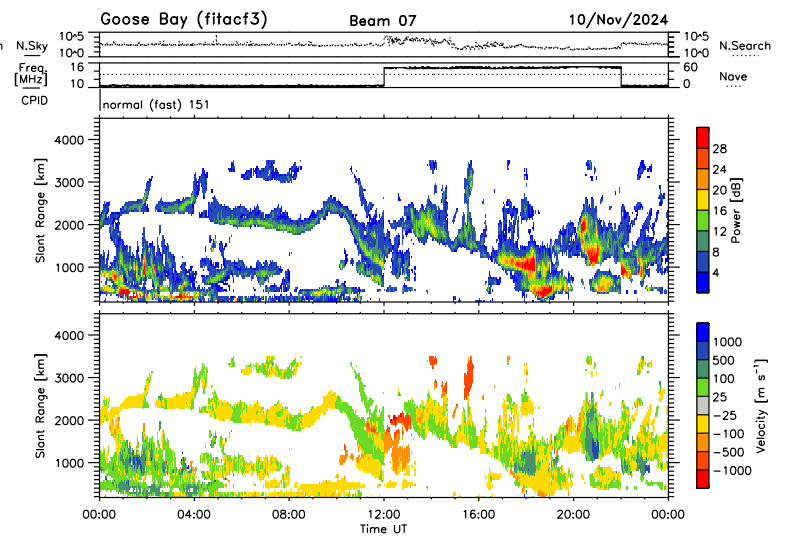 Goose Bay (fitacf3) Beam 07 10/Nov/2024
N.Sky 10^5 10^0 10^5 10^0 N.Search
Freq. [MHz] 16 10 60 0 Nave
CPID normal (fast) 151
Slant Range [km]
4000
3000
2000
1000
Power [dB]
28
24
20
16
12
8
4
Slant Range [km]
4000
3000
2000
1000
Velocity [m s⁻¹]
1000
500
100
25
−25
−100
−500
−1000
00:00 04:00 08:00 12:00 16:00 20:00 00:00
Time UT